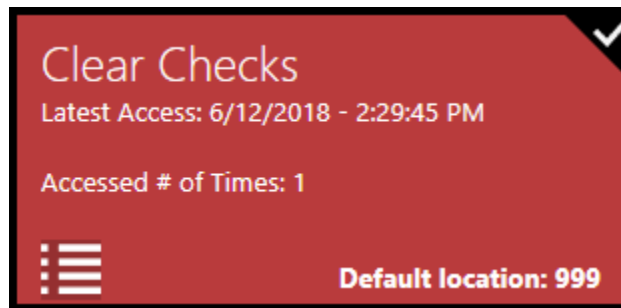 Clear Checks
Latest Access: 6/12/2018 - 2:29:45 PM
Accessed # of Times: 1
Default location: 999